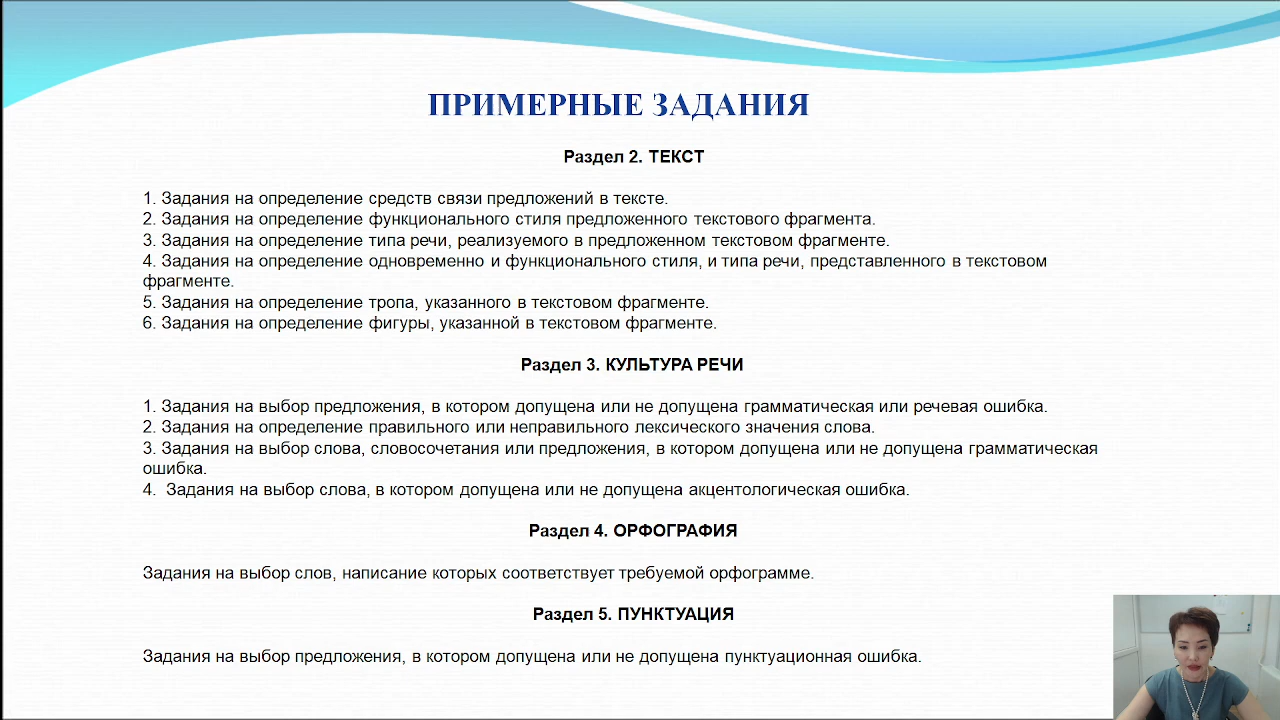 ПРИМЕРНЫЕ ЗАДАНИЯ
Раздел 2. ТЕКСТ
1. Задания на определение средств связи предложений в тексте.
2. Задания на определение функционального стиля предложенного текстового фрагмента.
3. Задания на определение типа речи, реализуемого в предложенном текстовом фрагменте.
4. Задания на определение одновременно и функционального стиля, и типа речи, представленного в текстовом
фрагменте.
5. Задания на определение тропа, указанного в текстовом фрагменте.
6. Задания на определение фигуры, указанной в текстовом фрагменте.
Раздел 3. КУЛЬТУРА РЕЧИ
1. Задания на выбор предложения, в котором допущена или не допущена грамматическая или речевая ошибка.
2. Задания на определение правильного или неправильного лексического значения слова.
3. Задания на выбор слова, словосочетания или предложения, в котором допущена или не допущена грамматическая
ошибка.
4.  Задания на выбор слова, в котором допущена или не допущена акцентологическая ошибка.
Раздел 4. ОРФОГРАФИЯ
Задания на выбор слов, написание которых соответствует требуемой орфограмме.
Раздел 5. ПУНКТУАЦИЯ
Задания на выбор предложения, в котором допущена или не допущена пунктуационная ошибка.